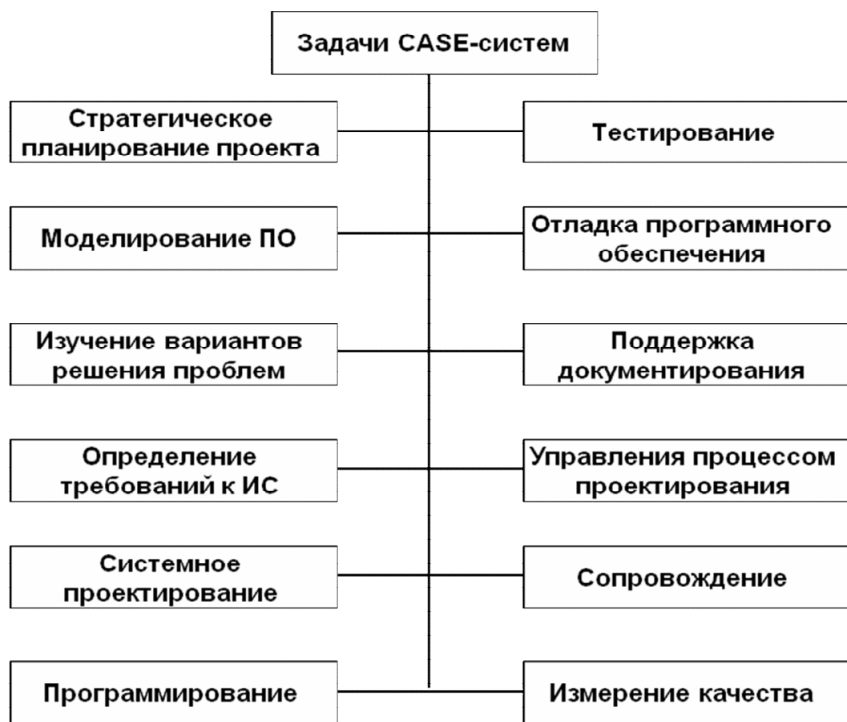 Задачи CASE-систем
Стратегическое
планирование проекта
Тестирование
Моделирование ПО
Отладка программного
обеспечения
Изучение вариантов
решения проблем
Поддержка
документирования
Определение
требований к ИС
Управления процессом
проектирования
Системное
проектирование
Сопровождение
Программирование
Измерение качества